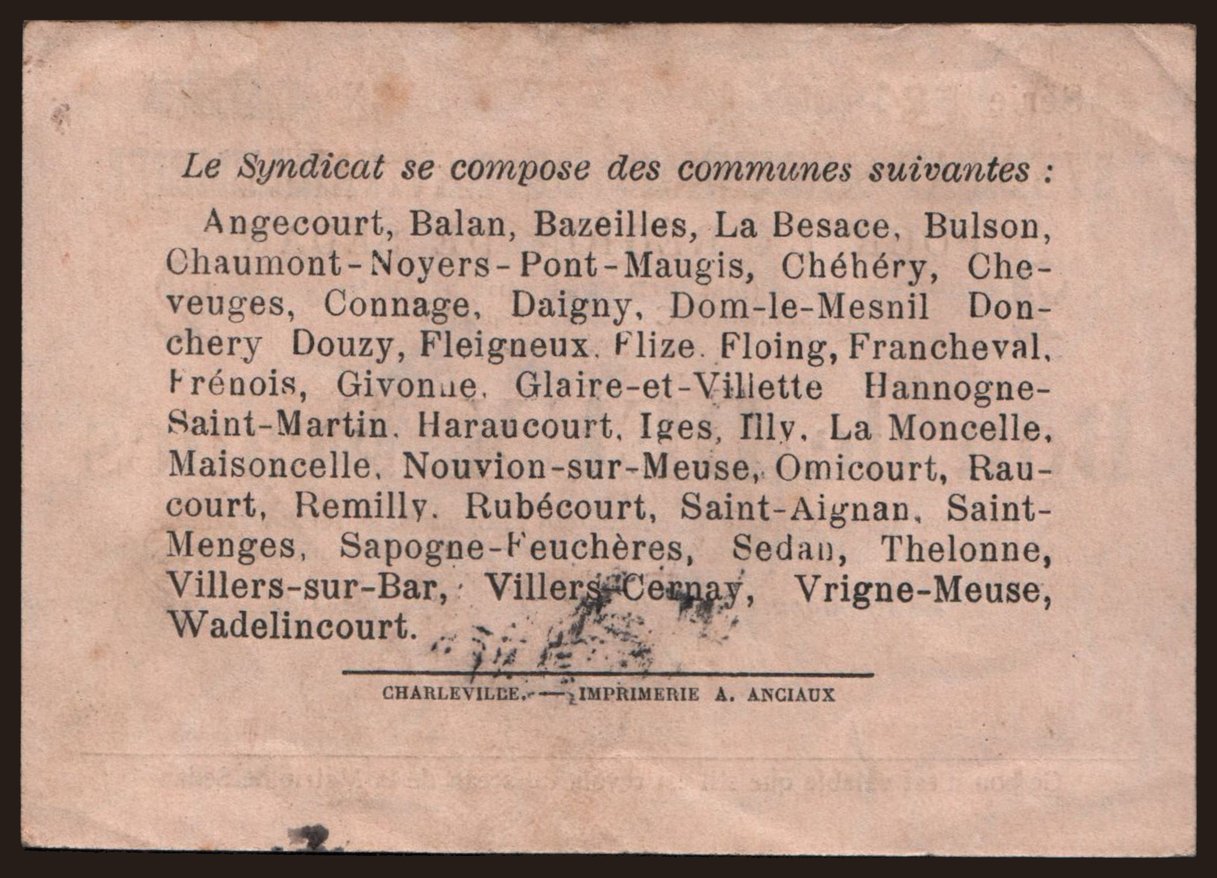 Le Syndicat se compose des communes suivantes :
Angecourt, Balan, Bazeilles, La Besace, Bulson,
Chaumont-Noyers-Pont-Maugis, Chéhéry, Che-
veuges, Connage, Daigny, Dom-le-Mesnil Don-
chery Douzy, Fleigneux. Flize. Floing, Francheval,
Frénois, Givonne, Glaire-et-Villette Hannogne-
Saint-Martin. Haraucourt, Iges, Illy, La Moncelle,
Maisoncelle, Nouvion-sur-Meuse, Omicourt, Rau-
court, Remilly. Rubécourt, Saint-Aignan, Saint-
Menges, Sapogne-Feuchères, Sedan, Thelonne,
Villers-sur-Bar, Villers-Cernay, Vrigne-Meuse,
Wadelincourt.
CHARLEVILLE. — IMPRIMERIE A. ANCIAUX